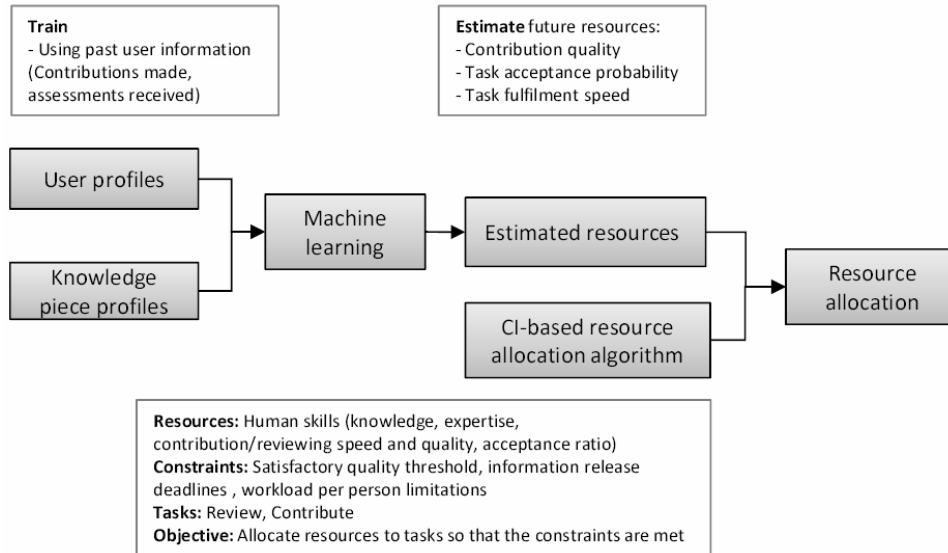 Train
- Using past user information
(Contributions made,
assessments received)
Estimate future resources:
- Contribution quality
- Task acceptance probability
- Task fulfilment speed
User profiles
Knowledge
piece profiles
Machine
learning
Estimated resources
CI-based resource
allocation algorithm
Resource
allocation
Resources: Human skills (knowledge, expertise,
contribution/reviewing speed and quality, acceptance ratio)
Constraints: Satisfactory quality threshold, information release
deadlines , workload per person limitations
Tasks: Review, Contribute
Objective: Allocate resources to tasks so that the constraints are met